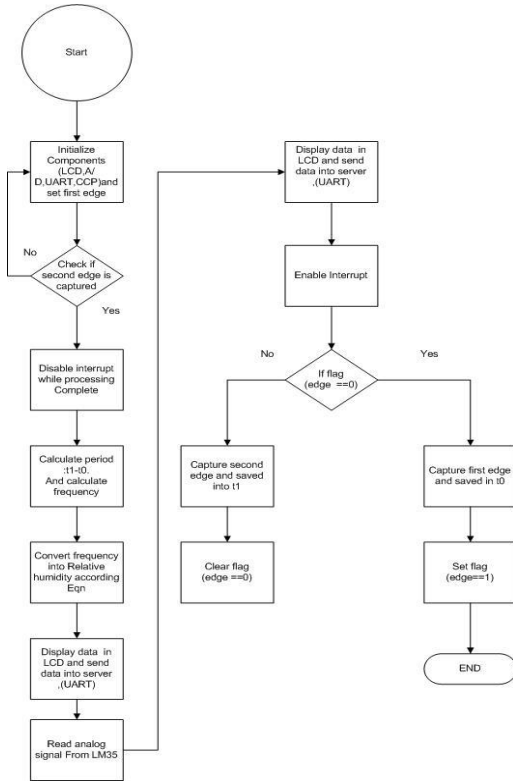 Start
Initialize
Components
(LCD,A/
D,UART,CCP)and
set first edge
No
Check if
second edge is
captured
Yes
Disable interrupt
while processing
Complete
Calculate period
:t1-t0.
And calculate
frequency
Convert frequency
into Relative
humidity according
Eqn
Display data in
LCD and send
data into server
,(UART)
Read analog
signal From LM35
Display data in
LCD and send
data into server
,(UART)
Enable Interrupt
No
If flag
(edge ==0)
Yes
Capture second
edge and saved
into t1
Clear flag
(edge ==0)
Capture first edge
and saved in t0
Set flag
(edge==1)
END